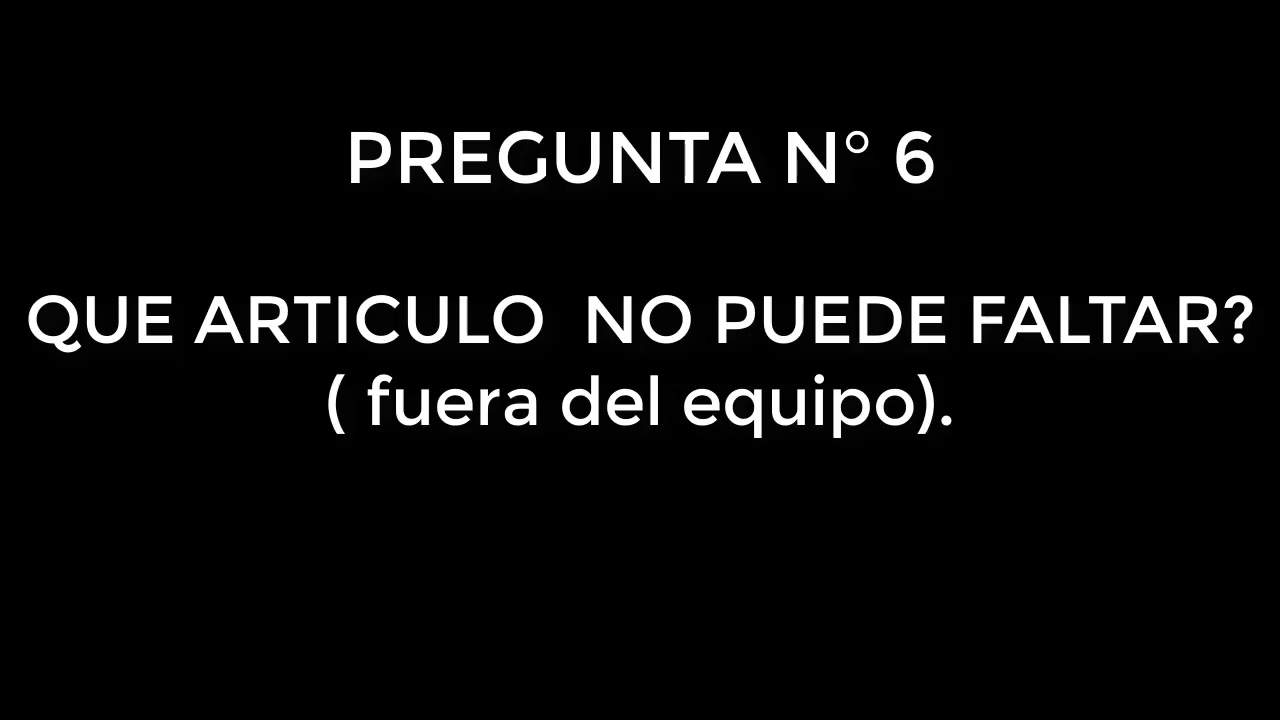 PREGUNTA N° 6
QUE ARTICULO  NO PUEDE FALTAR?
( fuera del equipo).